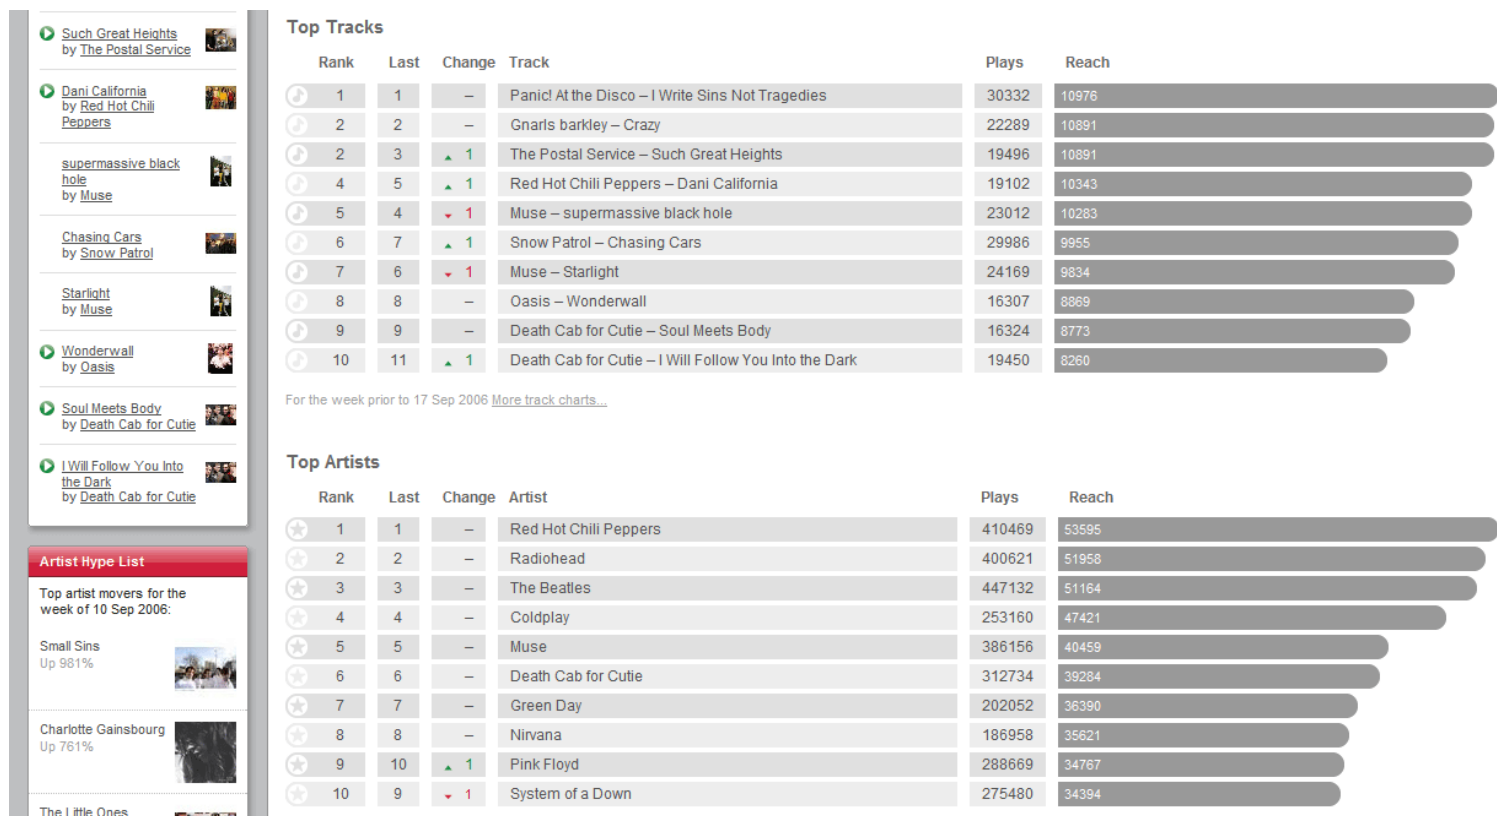 Such Great Heights
by The Postal Service
Dani California
by Red Hot Chili
Peppers
supermassive black
hole
by Muse
Chasing Cars
by Snow Patrol
Starlight
by Muse
Wonderwall
by Oasis
Soul Meets Body
by Death Cab for Cutie
I Will Follow You Into
the Dark
by Death Cab for Cutie
Artist Hype List
Top artist movers for the
week of 10 Sep 2006:
Small Sins
Up 981%
Charlotte Gainsbourg
Up 761%
The Little Ones
Top Tracks
Rank Last Change Track Plays Reach
1 1 – Panic! At the Disco – I Write Sins Not Tragedies 30332 10976
2 2 – Gnarls barkley – Crazy 22289 10891
2 3 1 The Postal Service – Such Great Heights 19496 10891
4 5 1 Red Hot Chili Peppers – Dani California 19102 10343
5 4 1 Muse – supermassive black hole 23012 10283
6 7 1 Snow Patrol – Chasing Cars 29986 9955
7 6 1 Muse – Starlight 24169 9834
8 8 – Oasis – Wonderwall 16307 8869
9 9 – Death Cab for Cutie – Soul Meets Body 16324 8773
10 11 1 Death Cab for Cutie – I Will Follow You Into the Dark 19450 8260
For the week prior to 17 Sep 2006 More track charts...
Top Artists
Rank Last Change Artist Plays Reach
1 1 – Red Hot Chili Peppers 410469 53595
2 2 – Radiohead 400621 51958
3 3 – The Beatles 447132 51164
4 4 – Coldplay 253160 47421
5 5 – Muse 386156 40459
6 6 – Death Cab for Cutie 312734 39284
7 7 – Green Day 202052 36390
8 8 – Nirvana 186958 35621
9 10 1 Pink Floyd 288669 34767
10 9 1 System of a Down 275480 34394